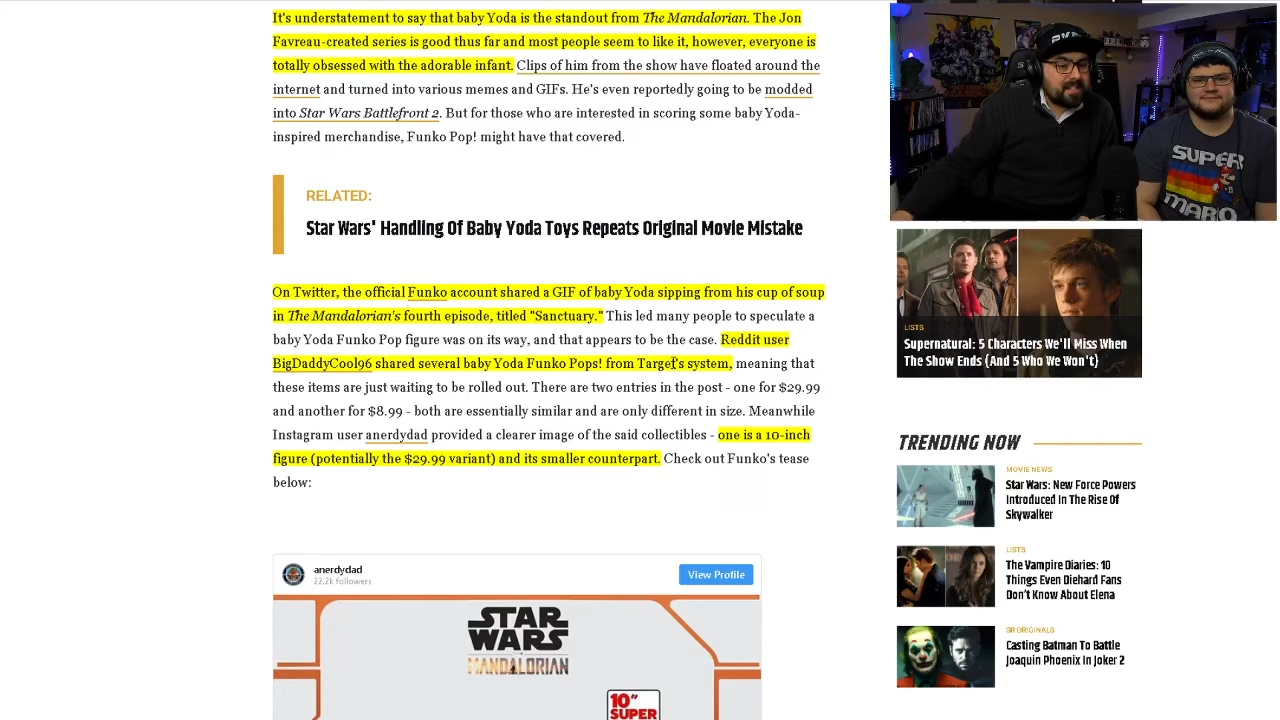 It's understatement to say that baby Yoda is the standout from The Mandalorian. The Jon
Favreau-created series is good thus far and most people seem to like it, however, everyone is
totally obsessed with the adorable infant. Clips of him from the show have floated around the
internet and turned into various memes and GIFs. He's even reportedly going to be modded
into Star Wars Battlefront 2. But for those who are interested in scoring some baby Yoda-
inspired merchandise, Funko Pop! might have that covered.
RELATED:
Star Wars' Handling Of Baby Yoda Toys Repeats Original Movie Mistake
On Twitter, the official Funko account shared a GIF of baby Yoda sipping from his cup of soup
in The Mandalorian's fourth episode, titled "Sanctuary." This led many people to speculate a
baby Yoda Funko Pop figure was on its way, and that appears to be the case. Reddit user
BigDaddyCool96 shared several baby Yoda Funko Pops! from Target's system, meaning that
these items are just waiting to be rolled out. There are two entries in the post - one for $29.99
and another for $8.99 - both are essentially similar and are only different in size. Meanwhile
Instagram user anerdydad provided a clearer image of the said collectibles - one is a 10-inch
figure (potentially the $29.99 variant) and its smaller counterpart. Check out Funko's tease
below:
anerdydad
22.2k followers
View Profile
STAR
WARS
MANDALORIAN
10"
SUPER
SUPER
MARO
LISTS
Supernatural: 5 Characters We'll Miss When
The Show Ends (And 5 Who We Won't)
TRENDING NOW
MOVIE NEWS
Star Wars: New Force Powers
Introduced In The Rise Of
Skywalker
LISTS
The Vampire Diaries: 10
Things Even Diehard Fans
Don't Know About Elena
SR ORIGINALS
Casting Batman To Battle
Joaquin Phoenix In Joker 2